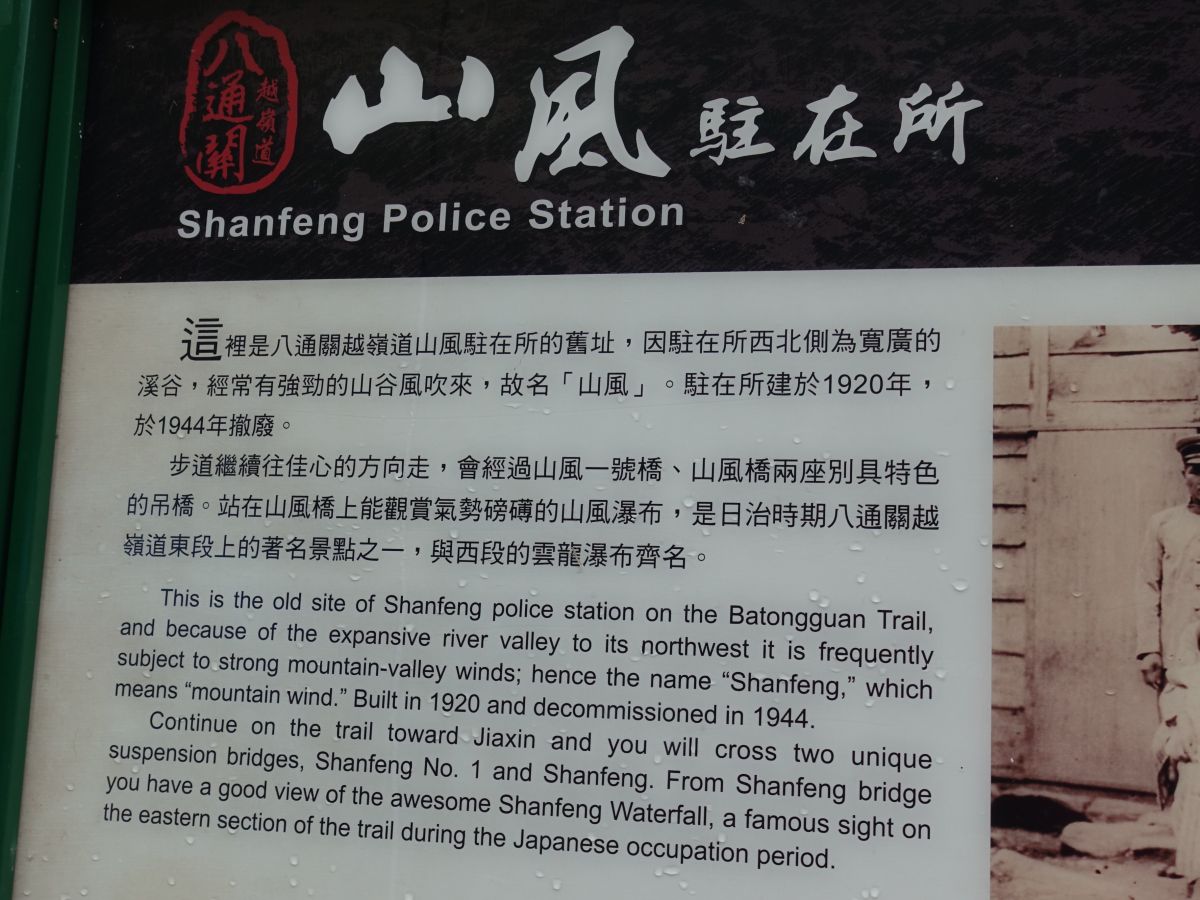 八通關
越嶺道
山風駐在所
Shanfeng Police Station
這裡是八通關越嶺道山風駐在所的舊址，因駐在所西北側為寬廣的
溪谷，經常有強勁的山谷風吹來，故名「山風」。駐在所建於1920年，
於1944年撤廢。
步道繼續往佳心的方向走，會經過山風一號橋、山風橋兩座別具特色
的吊橋。站在山風橋上能觀賞氣勢磅礡的山風瀑布，是日治時期八通關越
嶺道東段上的著名景點之一，與西段的雲龍瀑布齊名。
This is the old site of Shanfeng police station on the Batongguan Trail,
and because of the expansive river valley to its northwest it is frequently
subject to strong mountain-valley winds; hence the name “Shanfeng,” which
means “mountain wind.” Built in 1920 and decommissioned in 1944.
Continue on the trail toward Jiaxin and you will cross two unique
suspension bridges, Shanfeng No. 1 and Shanfeng. From Shanfeng bridge
you have a good view of the awesome Shanfeng Waterfall, a famous sight on
the eastern section of the trail during the Japanese occupation period.